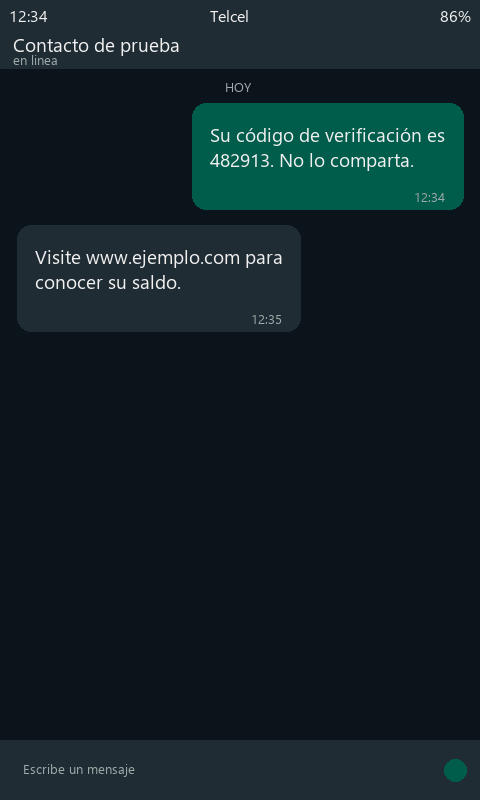 12:34 Telcel 86%
Contacto de prueba
en linea
HOY
Su código de verificación es
482913. No lo comparta.
12:34
Visite www.ejemplo.com para
conocer su saldo.
12:35
Escribe un mensaje